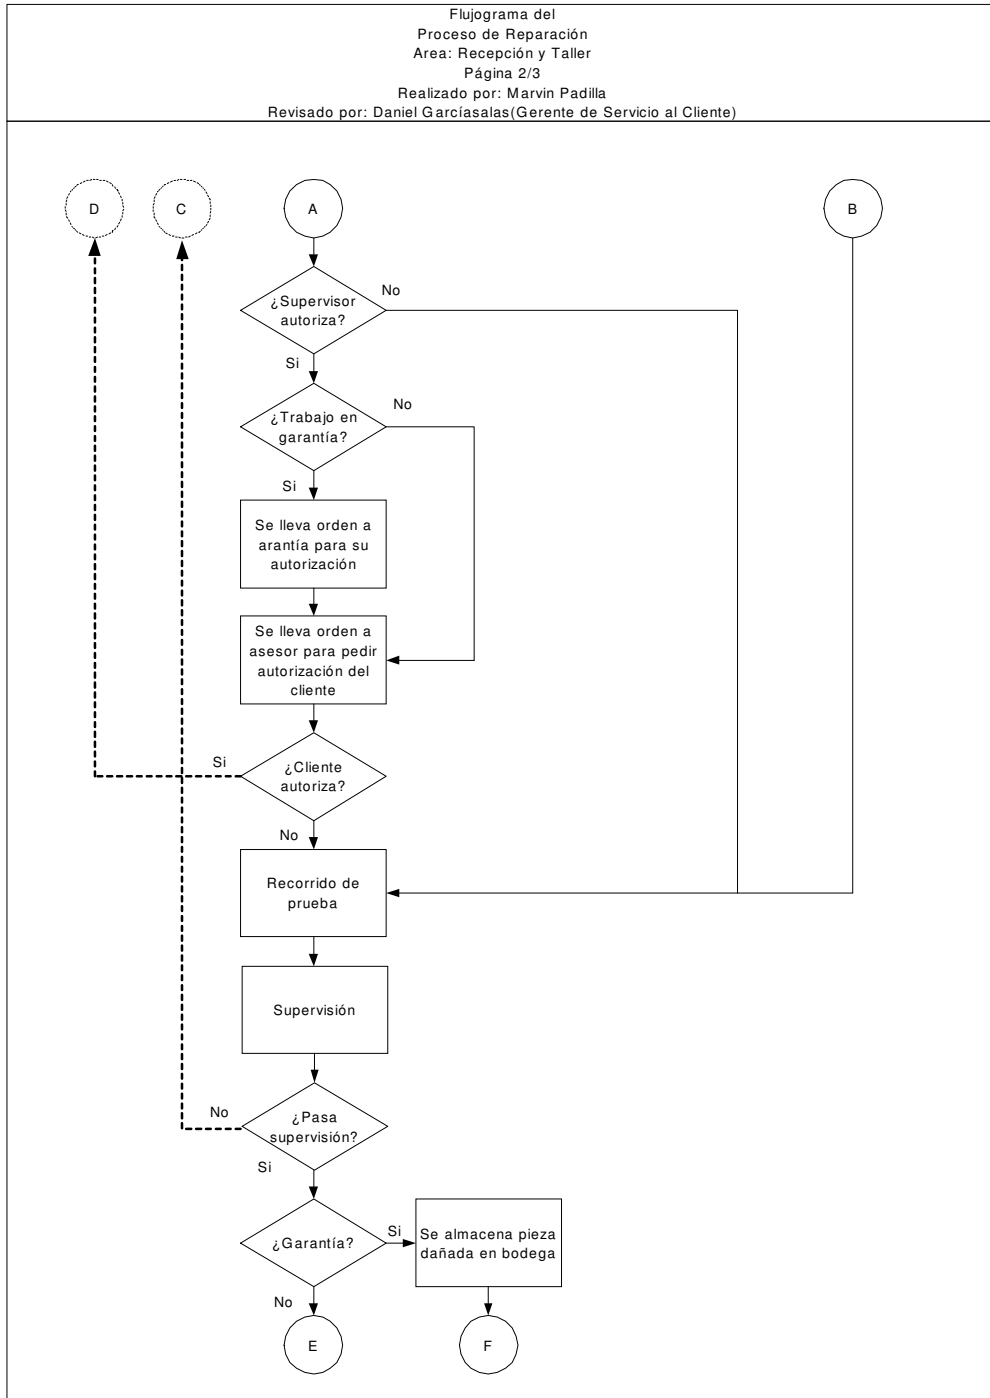 Flujograma del
Proceso de Reparación
Area: Recepción y Taller
Página 2/3
Realizado por: Marvin Padilla
Revisado por: Daniel Garcíasalas(Gerente de Servicio al Cliente)
D
C
A
B
¿Supervisor
autoriza?
No
Si
¿Trabajo en
garantía?
No
Si
Se lleva orden a
arantía para su
autorización
Se lleva orden a
asesor para pedir
autorización del
cliente
Si
¿Cliente
autoriza?
No
Recorrido de
prueba
Supervisión
No
¿Pasa
supervisión?
Si
¿Garantía?
Si
Se almacena pieza
dañada en bodega
No
E
F